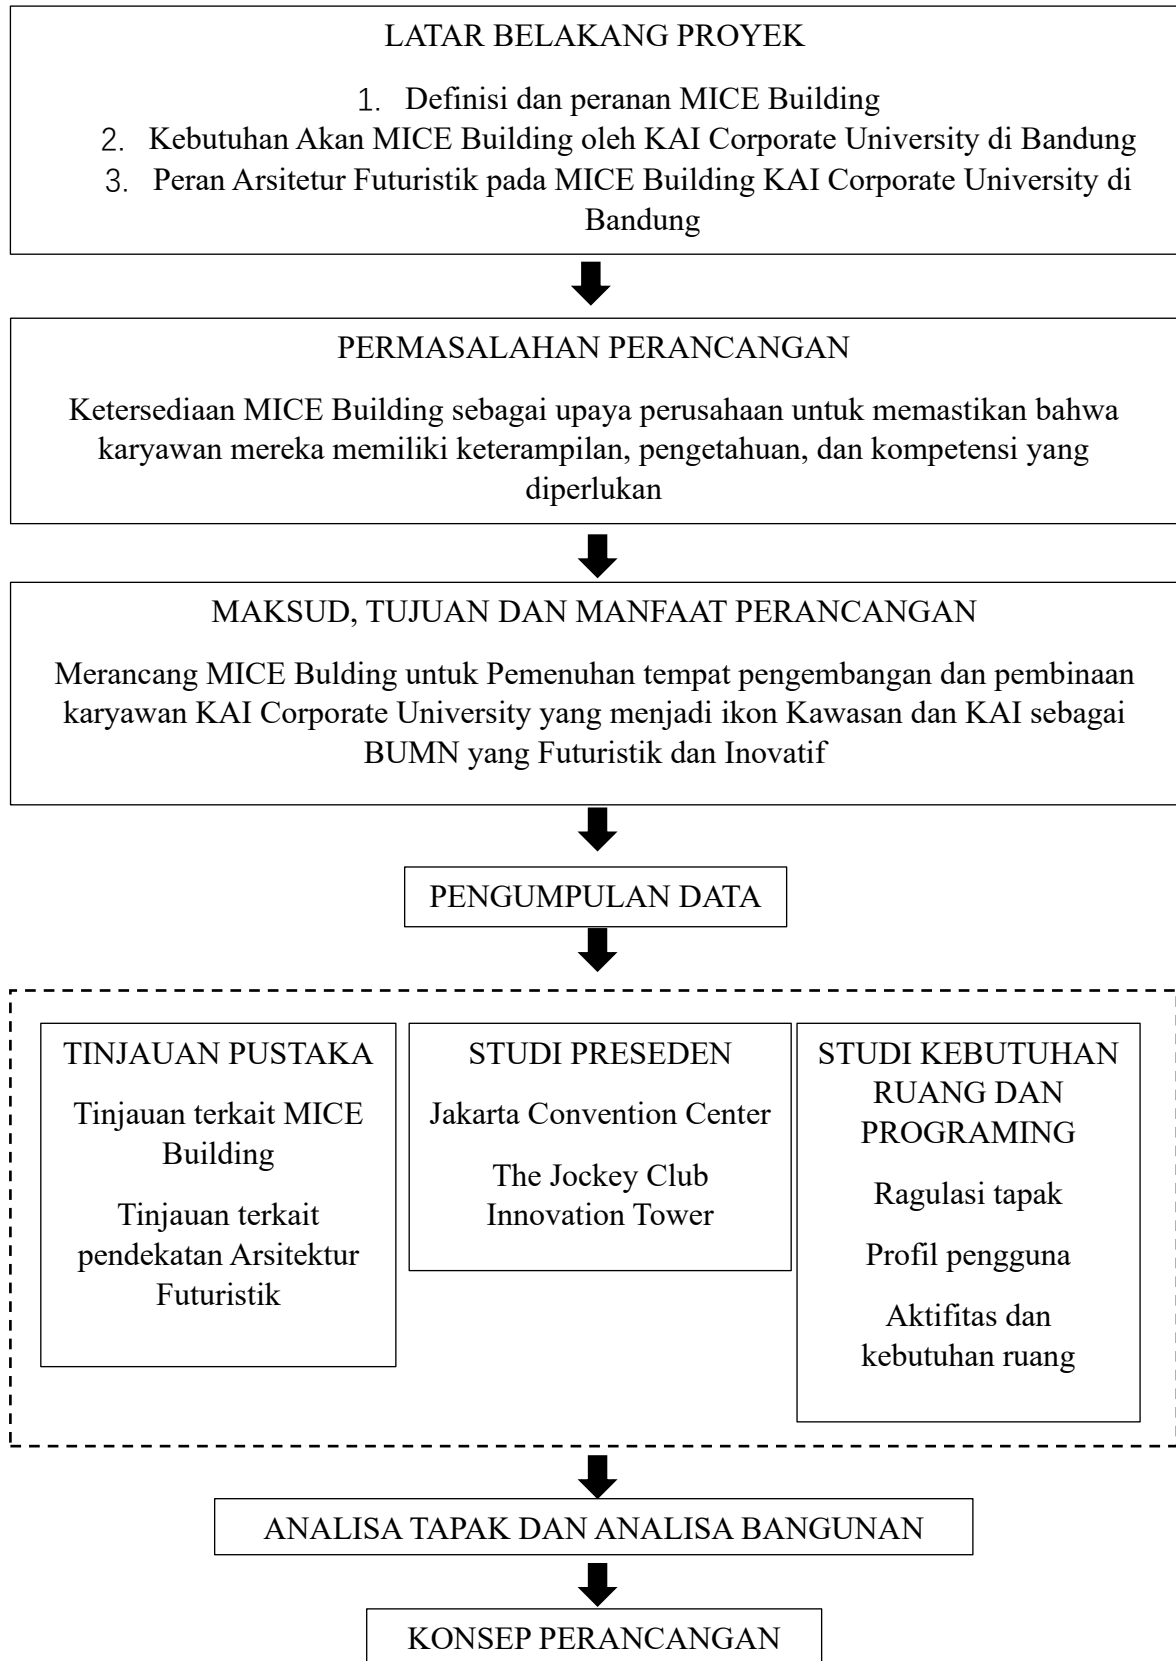 LATAR BELAKANG PROYEK
1. Definisi dan peranan MICE Building
2. Kebutuhan Akan MICE Building oleh KAI Corporate University di Bandung
3. Peran Arsitetur Futuristik pada MICE Building KAI Corporate University di
Bandung
PERMASALAHAN PERANCANGAN
Ketersediaan MICE Building sebagai upaya perusahaan untuk memastikan bahwa
karyawan mereka memiliki keterampilan, pengetahuan, dan kompetensi yang
diperlukan
MAKSUD, TUJUAN DAN MANFAAT PERANCANGAN
Merancang MICE Bulding untuk Pemenuhan tempat pengembangan dan pembinaan
karyawan KAI Corporate University yang menjadi ikon Kawasan dan KAI sebagai
BUMN yang Futuristik dan Inovatif
PENGUMPULAN DATA
TINJAUAN PUSTAKA
Tinjauan terkait MICE
Building
Tinjauan terkait
pendekatan Arsitektur
Futuristik
STUDI PRESEDEN
Jakarta Convention Center
The Jockey Club
Innovation Tower
STUDI KEBUTUHAN
RUANG DAN
PROGRAMING
Ragulasi tapak
Profil pengguna
Aktifitas dan
kebutuhan ruang
ANALISA TAPAK DAN ANALISA BANGUNAN
KONSEP PERANCANGAN